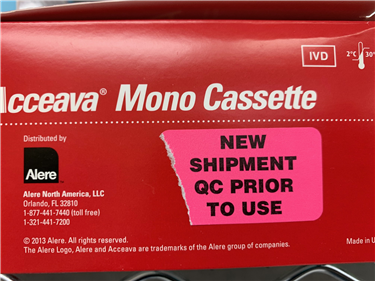 IVD
2°C
30°
Acceava® Mono Cassette
Distributed by
Alere™
Alere North America, LLC
Orlando, FL 32810
1-877-441-7440 (toll free)
1-321-441-7200
NEW
SHIPMENT
QC PRIOR
TO USE
© 2013 Alere. All rights reserved.
The Alere Logo, Alere and Acceava are trademarks of the Alere group of companies.
Made in U